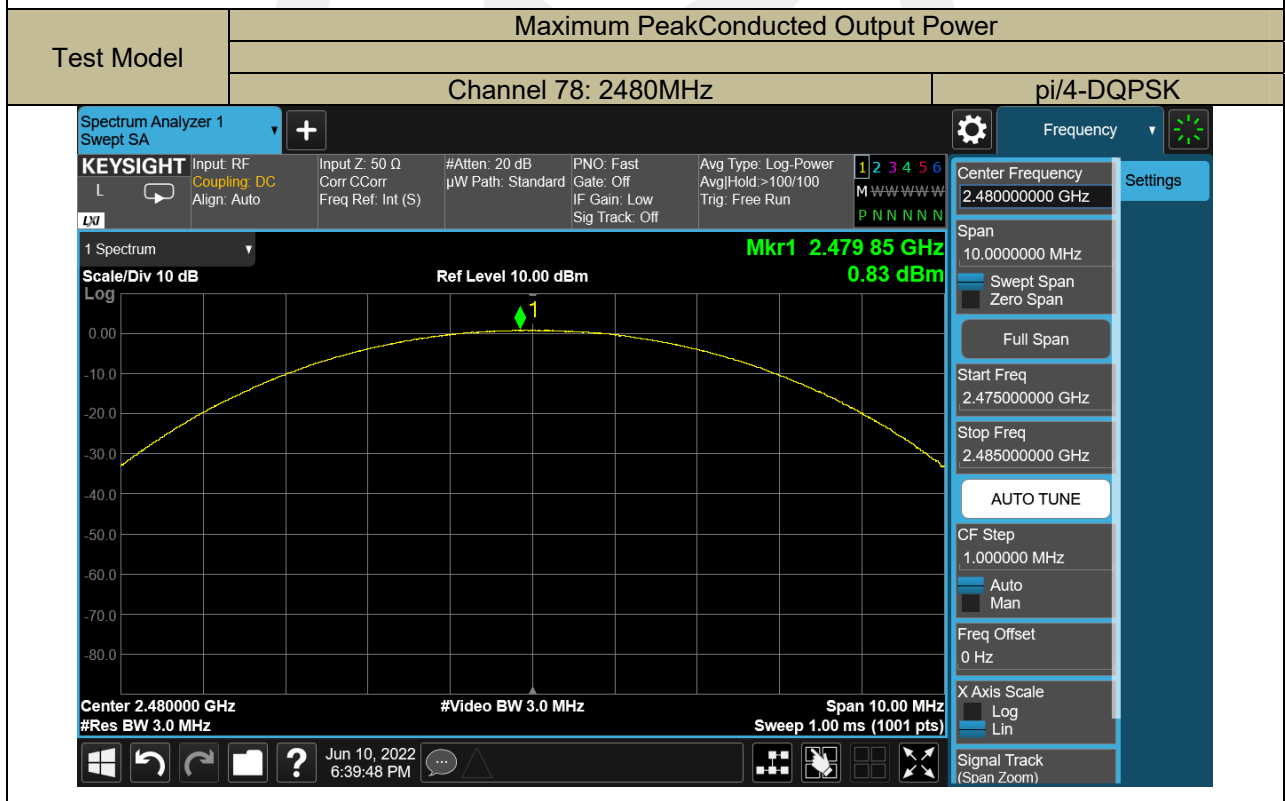 Maximum PeakConducted Output Power
Test Model
Channel 78: 2480MHz pi/4-DQPSK
Spectrum Analyzer 1
Swept SA
Frequency
KEYSIGHT Input: RF Input Z: 50 Ω #Atten: 20 dB PNO: Fast Avg Type: Log-Power 1 2 3 4 5 6
L Coupling: DC Corr CCorr µW Path: Standard Gate: Off Avg|Hold:>100/100 M W W W W W
Align: Auto Freq Ref: Int (S) IF Gain: Low Trig: Free Run
LXI Sig Track: Off P N N N N N
1 Spectrum
Mkr1 2.479 85 GHz
Scale/Div 10 dB Ref Level 10.00 dBm 0.83 dBm
Log
1
0.00
-10.0
-20.0
-30.0
-40.0
-50.0
-60.0
-70.0
-80.0
Center 2.480000 GHz #Video BW 3.0 MHz Span 10.00 MHz
#Res BW 3.0 MHz Sweep 1.00 ms (1001 pts)
Jun 10, 2022
6:39:48 PM
Center Frequency
2.480000000 GHz
Settings
Span
10.0000000 MHz
Swept Span
Zero Span
Full Span
Start Freq
2.475000000 GHz
Stop Freq
2.485000000 GHz
AUTO TUNE
CF Step
1.000000 MHz
Auto
Man
Freq Offset
0 Hz
X Axis Scale
Log
Lin
Signal Track
(Span Zoom)